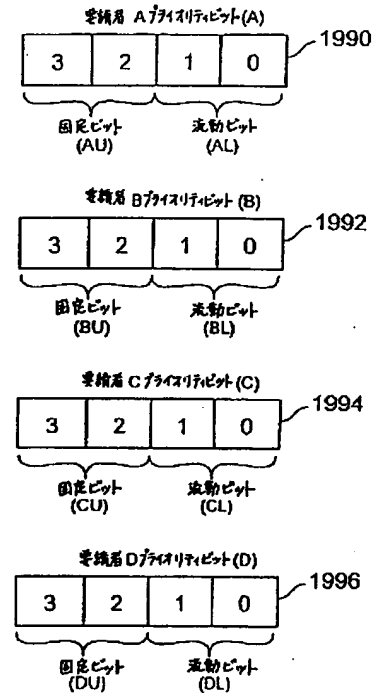 要績者 Aプライオリティビット(A)
1990
3 2 1 0
固定ビット 流動ビット
(AU) (AL)
要績者 Bプライオリティビット(B)
1992
3 2 1 0
固定ビット 流動ビット
(BU) (BL)
要績者 Cプライオリティビット(C)
1994
3 2 1 0
固定ビット 流動ビット
(CU) (CL)
要績者 Dプライオリティビット(D)
1996
3 2 1 0
固定ビット 流動ビット
(DU) (DL)